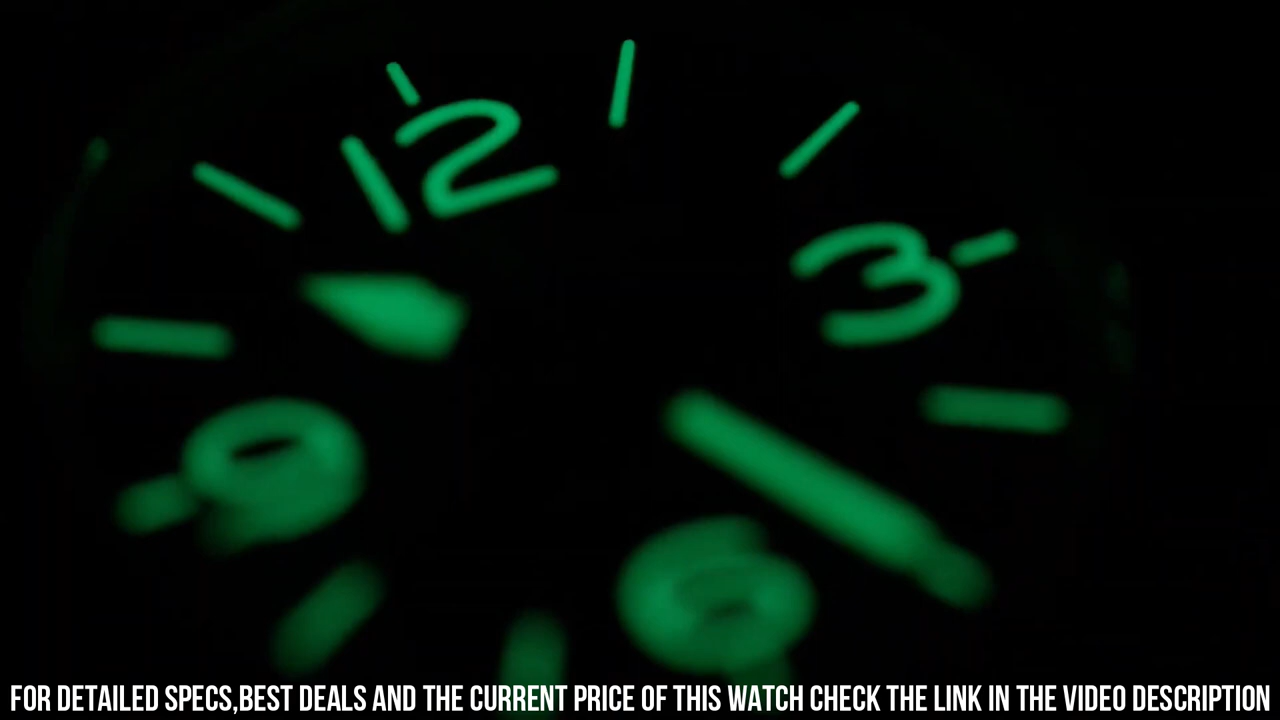 12
3
9
6
FOR DETAILED SPECS,BEST DEALS AND THE CURRENT PRICE OF THIS WATCH CHECK THE LINK IN THE VIDEO DESCRIPTION